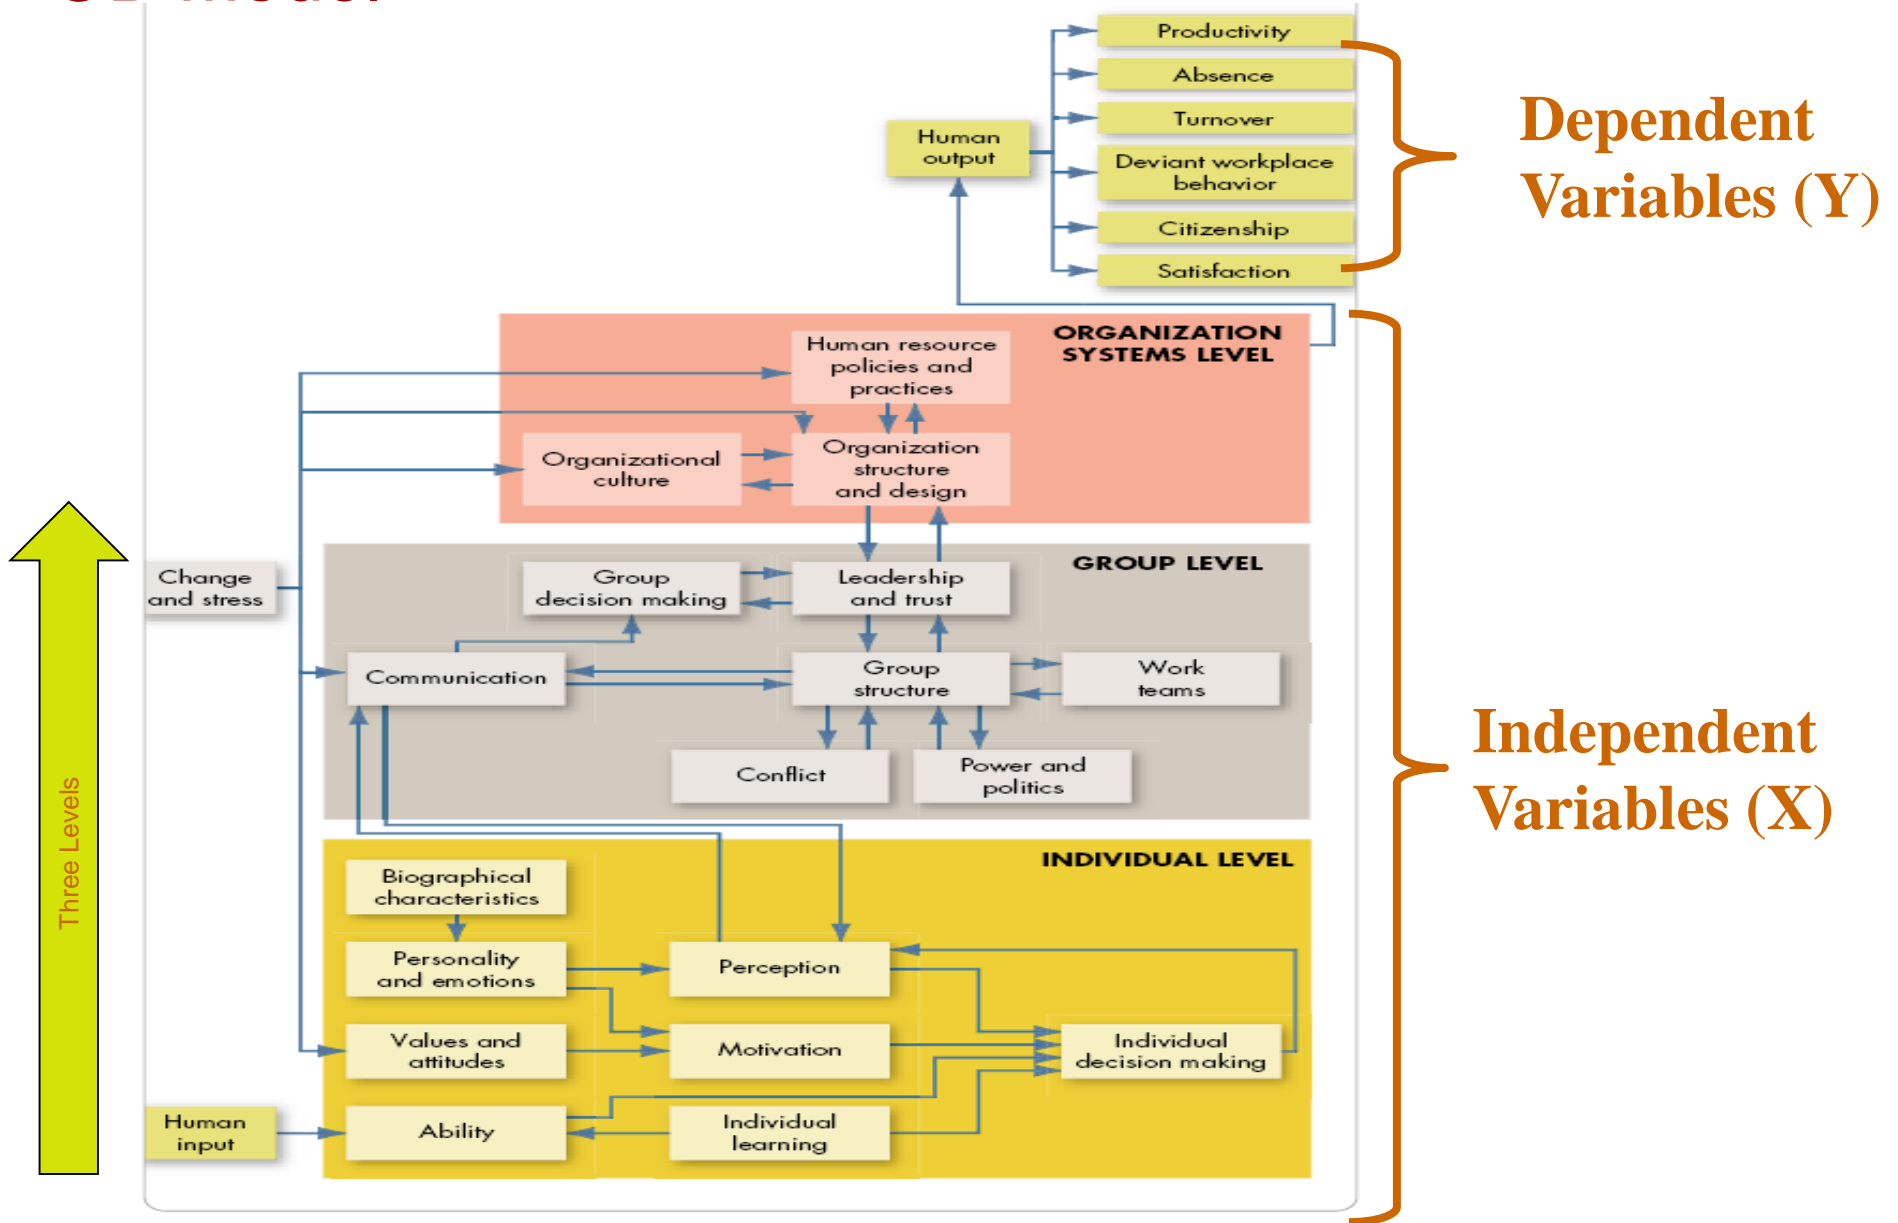 Productivity
Absence
Turnover
Deviant workplace
behavior
Citizenship
Satisfaction
Human
output
Dependent
Variables (Y)
ORGANIZATION
SYSTEMS LEVEL
Human resource
policies and
practices
Organizational
culture
Organization
structure
and design
Change
and stress
GROUP LEVEL
Group
decision making
Leadership
and trust
Communication
Group
structure
Work
teams
Conflict
Power and
politics
Independent
Variables (X)
Three Levels
INDIVIDUAL LEVEL
Biographical
characteristics
Personality
and emotions
Perception
Values and
attitudes
Motivation
Individual
decision making
Human
input
Ability
Individual
learning